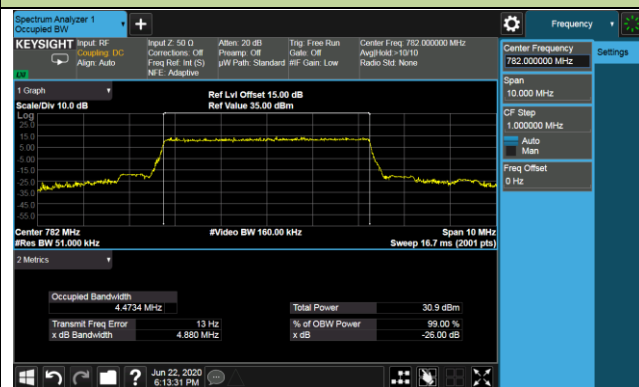 Spectrum Analyzer 1
Occupied BW
+
Frequency
KEYSIGHT
Input: RF
Coupling: DC
Align: Auto
Input Z: 50 Ω
Corrections: Off
Freq Ref: Int (S)
NFE: Adaptive
Atten: 20 dB
Preamp: Off
µW Path: Standard
Trig: Free Run
Gate: Off
#IF Gain: Low
Center Freq: 782.000000 MHz
Avg|Hold:>10/10
Radio Std: None
Center Frequency
782.000000 MHz
Settings
Span
10.000 MHz
CF Step
1.000000 MHz
Auto
Man
Freq Offset
0 Hz
1 Graph
Scale/Div 10.0 dB
Ref Lvl Offset 15.00 dB
Ref Value 35.00 dBm
Log
25.0
15.0
5.00
-5.00
-15.0
-25.0
-35.0
-45.0
-55.0
Center 782 MHz
#Res BW 51.000 kHz
#Video BW 160.00 kHz
Span 10 MHz
Sweep 16.7 ms (2001 pts)
2 Metrics
Occupied Bandwidth
4.4734 MHz
Total Power 30.9 dBm
Transmit Freq Error 13 Hz
% of OBW Power 99.00 %
x dB Bandwidth 4.880 MHz
x dB -26.00 dB
?
Jun 22, 2020
6:13:31 PM